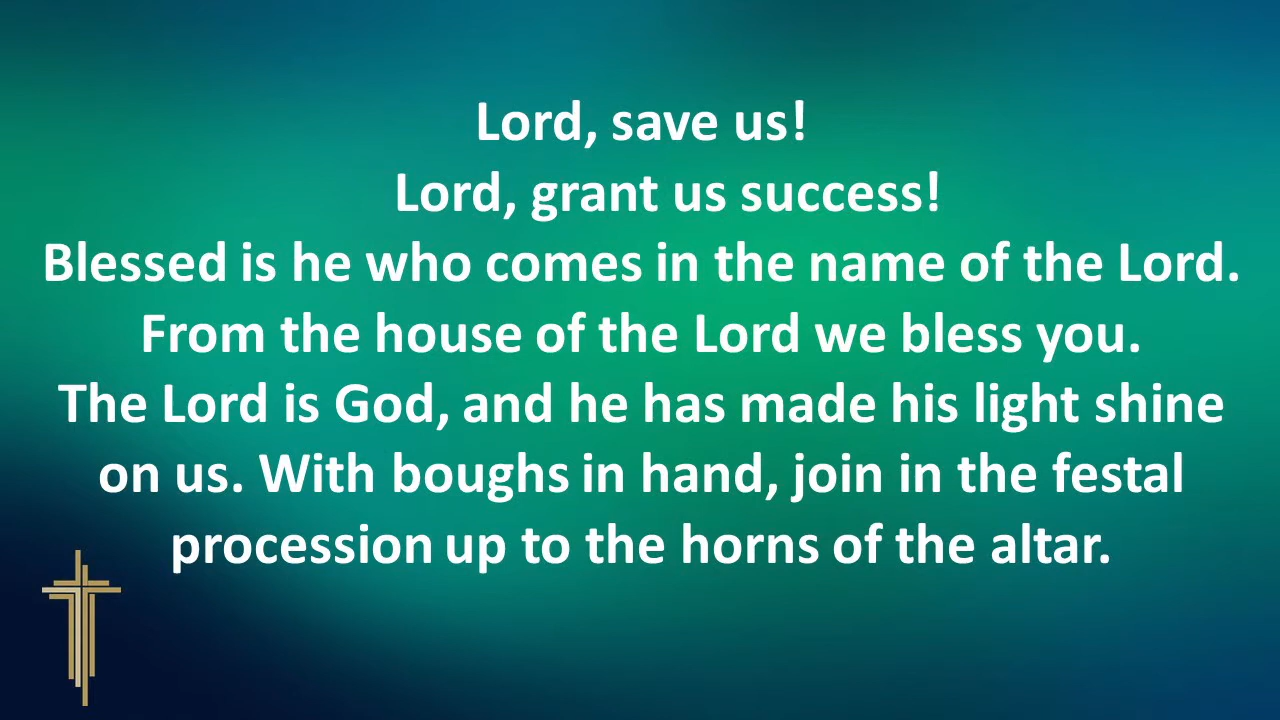 Lord, save us!
Lord, grant us success!
Blessed is he who comes in the name of the Lord.
From the house of the Lord we bless you.
The Lord is God, and he has made his light shine
on us. With boughs in hand, join in the festal
procession up to the horns of the altar.